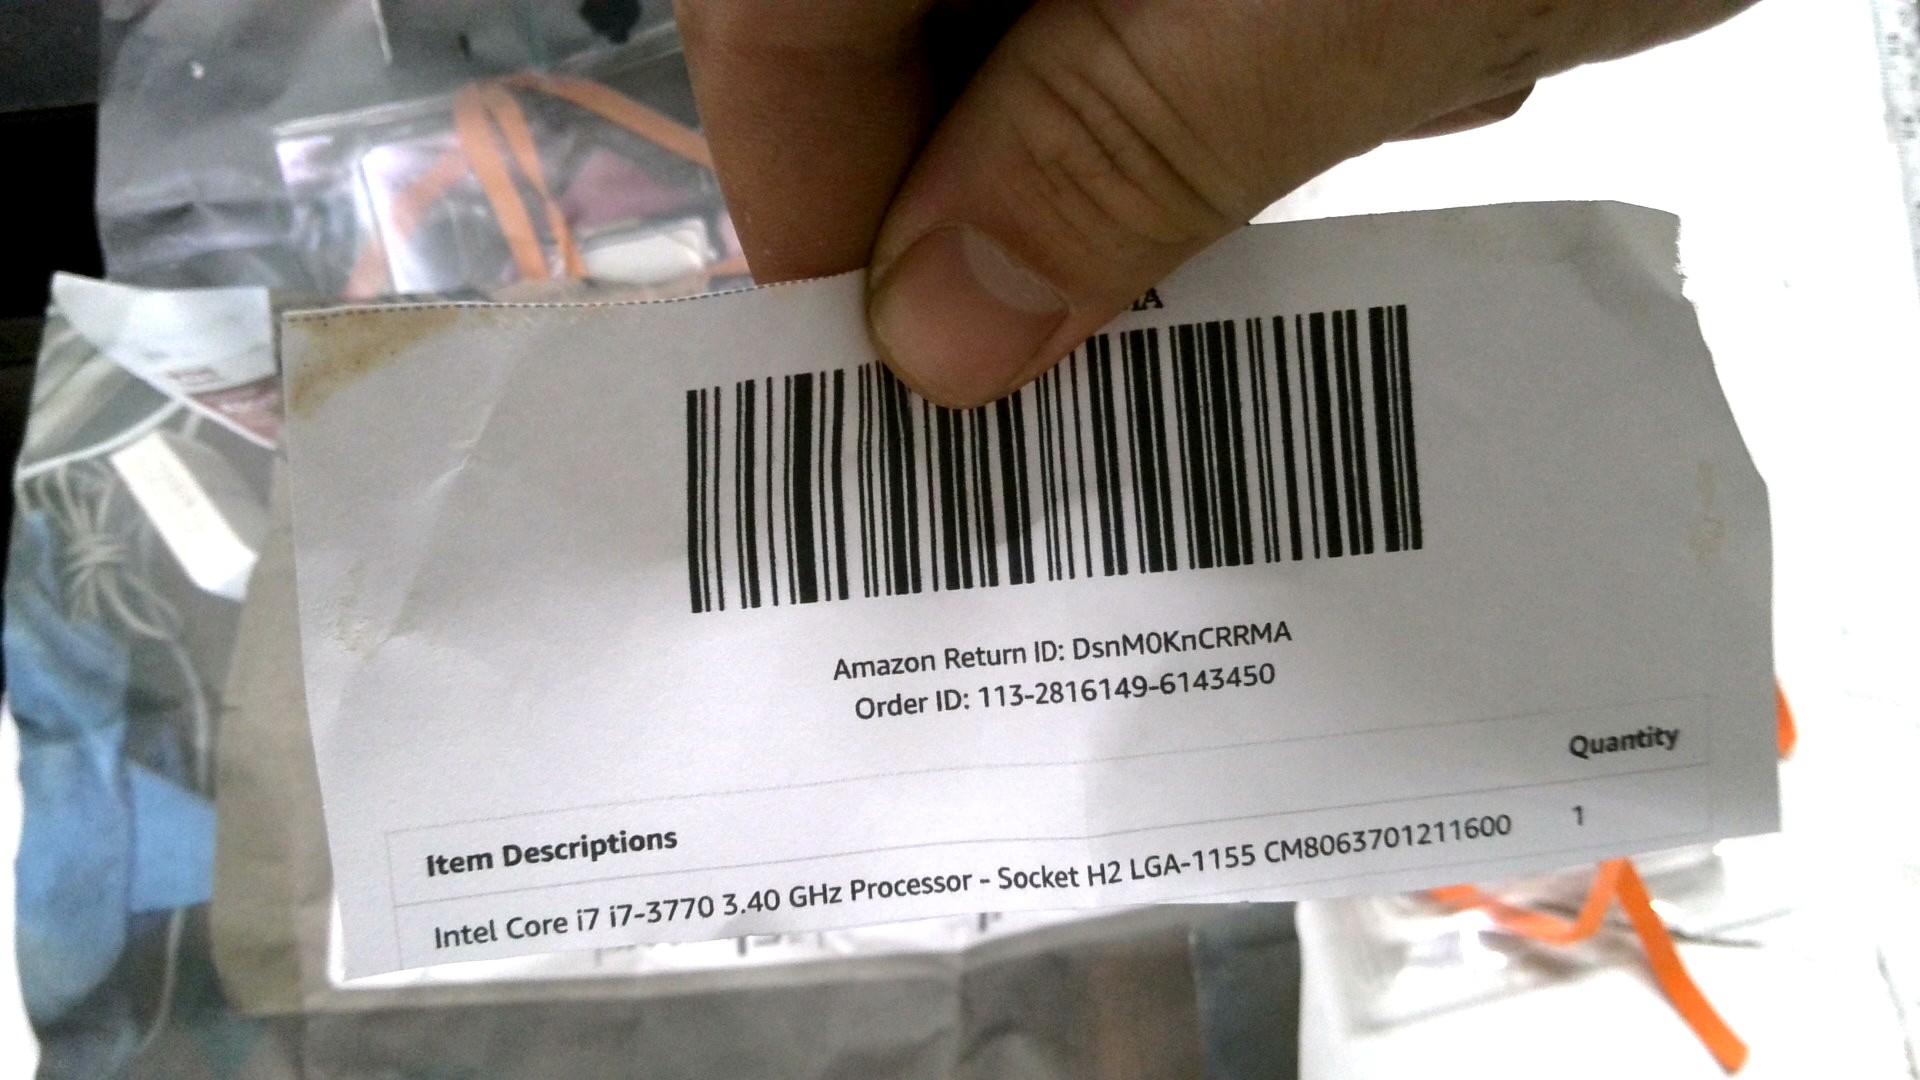 Amazon Return ID: DsnM0KnCRRMA
Order ID: 113-2816149-6143450
Item Descriptions Quantity
Intel Core i7 i7-3770 3.40 GHz Processor - Socket H2 LGA-1155 CM8063701211600 1